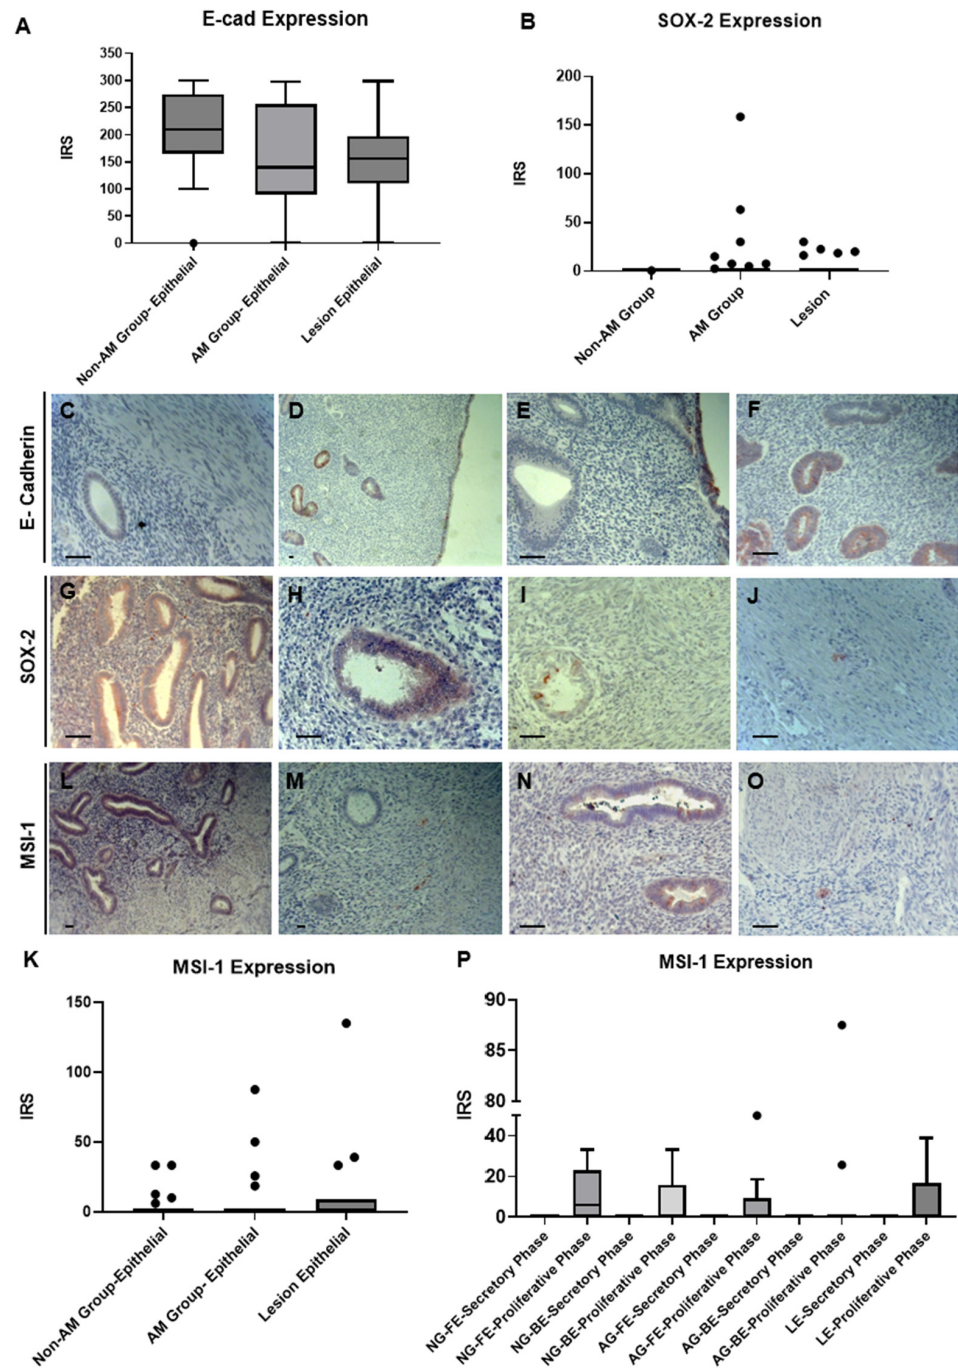 A
E-cad Expression
350
300
250
200
150
100
50
0
IRS
Non-AM Group- Epithelial
AM Group- Epithelial
Lesion Epithelial
B
SOX-2 Expression
200
150
100
50
0
IRS
Non-AM Group
AM Group
Lesion
E- Cadherin
C
D
E
F
SOX-2
G
H
I
J
MSI-1
L
M
N
O
K
MSI-1 Expression
150
100
50
0
IRS
Non-AM Group-Epithelial
AM Group- Epithelial
Lesion Epithelial
P
MSI-1 Expression
90
85
80
40
20
0
IRS
NG-FE-Secretory Phase
NG-FE-Proliferative Phase
NG-BE-Secretory Phase
NG-BE-Proliferative Phase
AG-FE-Secretory Phase
AG-FE-Proliferative Phase
AG-BE-Secretory Phase
AG-BE-Proliferative Phase
LE-Secretory Phase
LE-Proliferative Phase